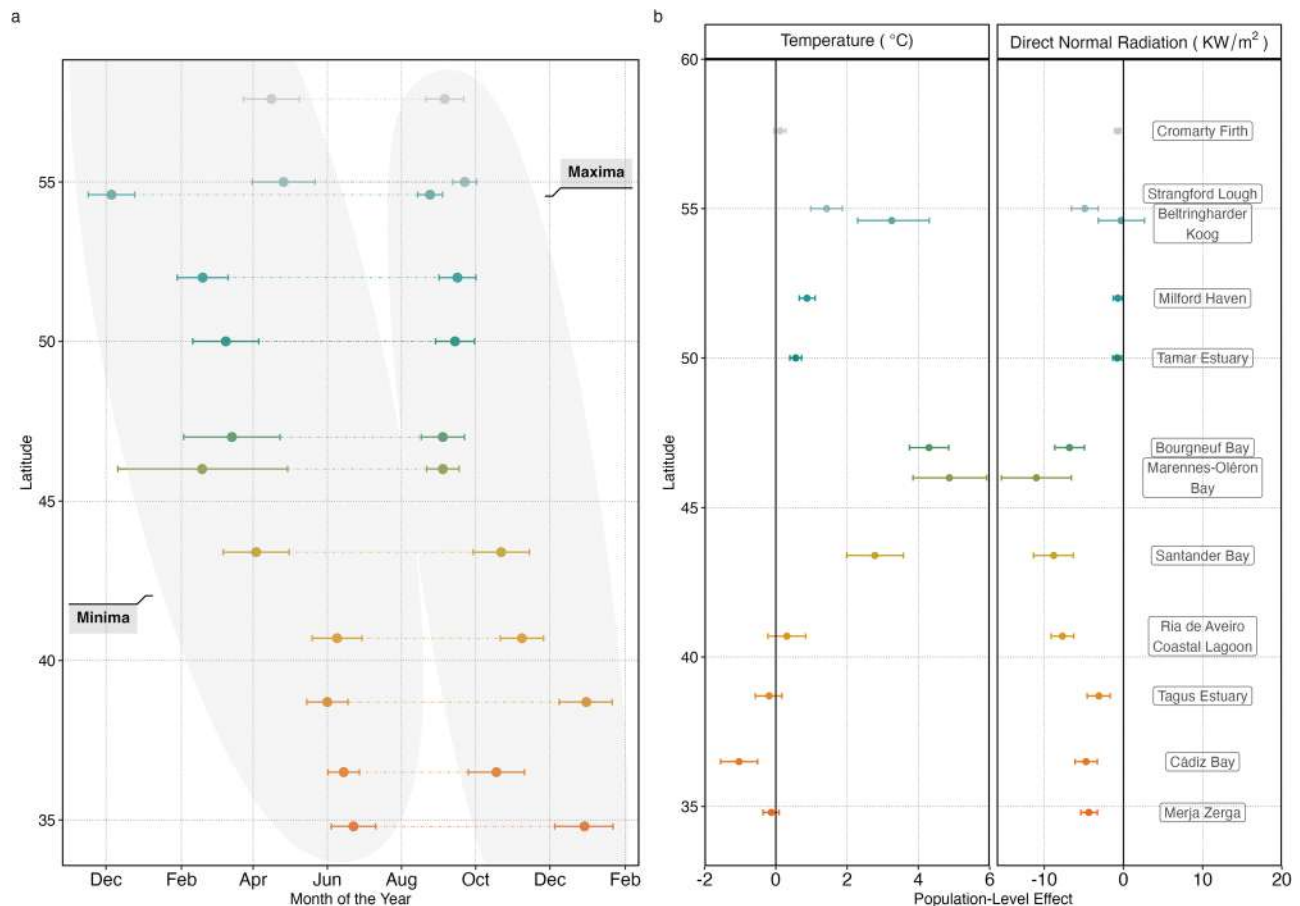 a
Latitude
55
50
45
40
35
Maxima
Minima
Dec
Feb
Apr
Jun
Aug
Oct
Dec
Feb
Month of the Year
b
Temperature ( °C)
Direct Normal Radiation ( KW/m²)
Latitude
60
55
50
45
40
35
Cromarty Firth
Strangford Lough
Beltringharder
Koog
Milford Haven
Tamar Estuary
Bourgneuf Bay
Marennes-Oléron
Bay
Santander Bay
Ria de Aveiro
Coastal Lagoon
Tagus Estuary
Cádiz Bay
Merja Zerga
-2
0
2
4
6
-10
0
10
20
Population-Level Effect